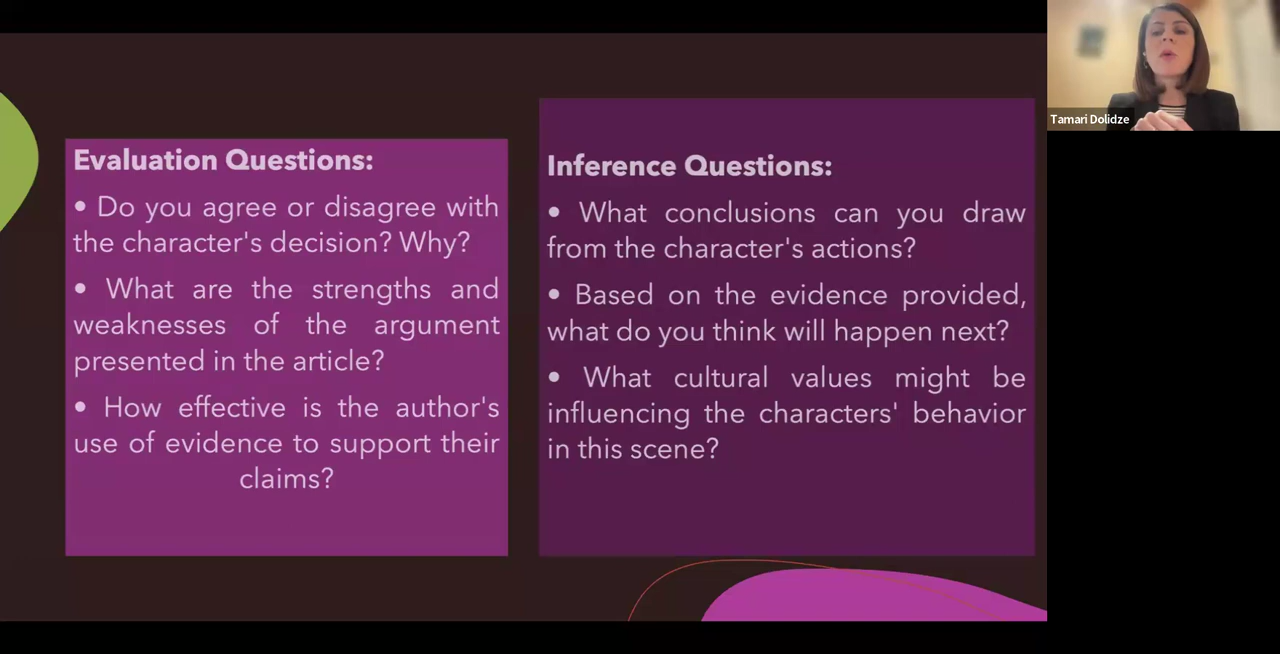 Evaluation Questions:
• Do you agree or disagree with
the character's decision? Why?
• What are the strengths and
weaknesses of the argument
presented in the article?
• How effective is the author's
use of evidence to support their
claims?
Inference Questions:
• What conclusions can you draw
from the character's actions?
• Based on the evidence provided,
what do you think will happen next?
• What cultural values might be
influencing the characters' behavior
in this scene?
Tamari Dolidze